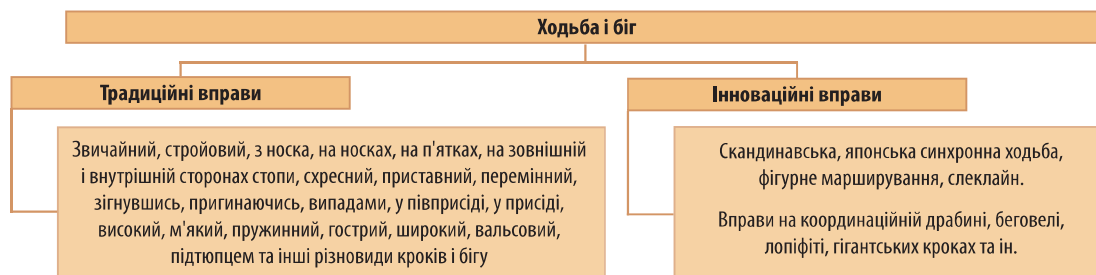 Ходьба і біг
Традиційні вправи
Інноваційні вправи
Звичайний, стройовий, з носка, на носках, на п'ятках, на зовнішній
і внутрішній сторонах стопи, схресний, приставний, перемінний,
зігнувшись, пригинаючись, випадами, у півприсіді, у присіді,
високий, м'який, пружинний, гострий, широкий, вальсовий,
підтюпцем та інші різновиди кроків і бігу
Скандинавська, японська синхронна ходьба,
фігурне марширування, слеклайн.
Вправи на координаційній драбині, беговелі,
лопіфіті, гігантських кроках та ін.